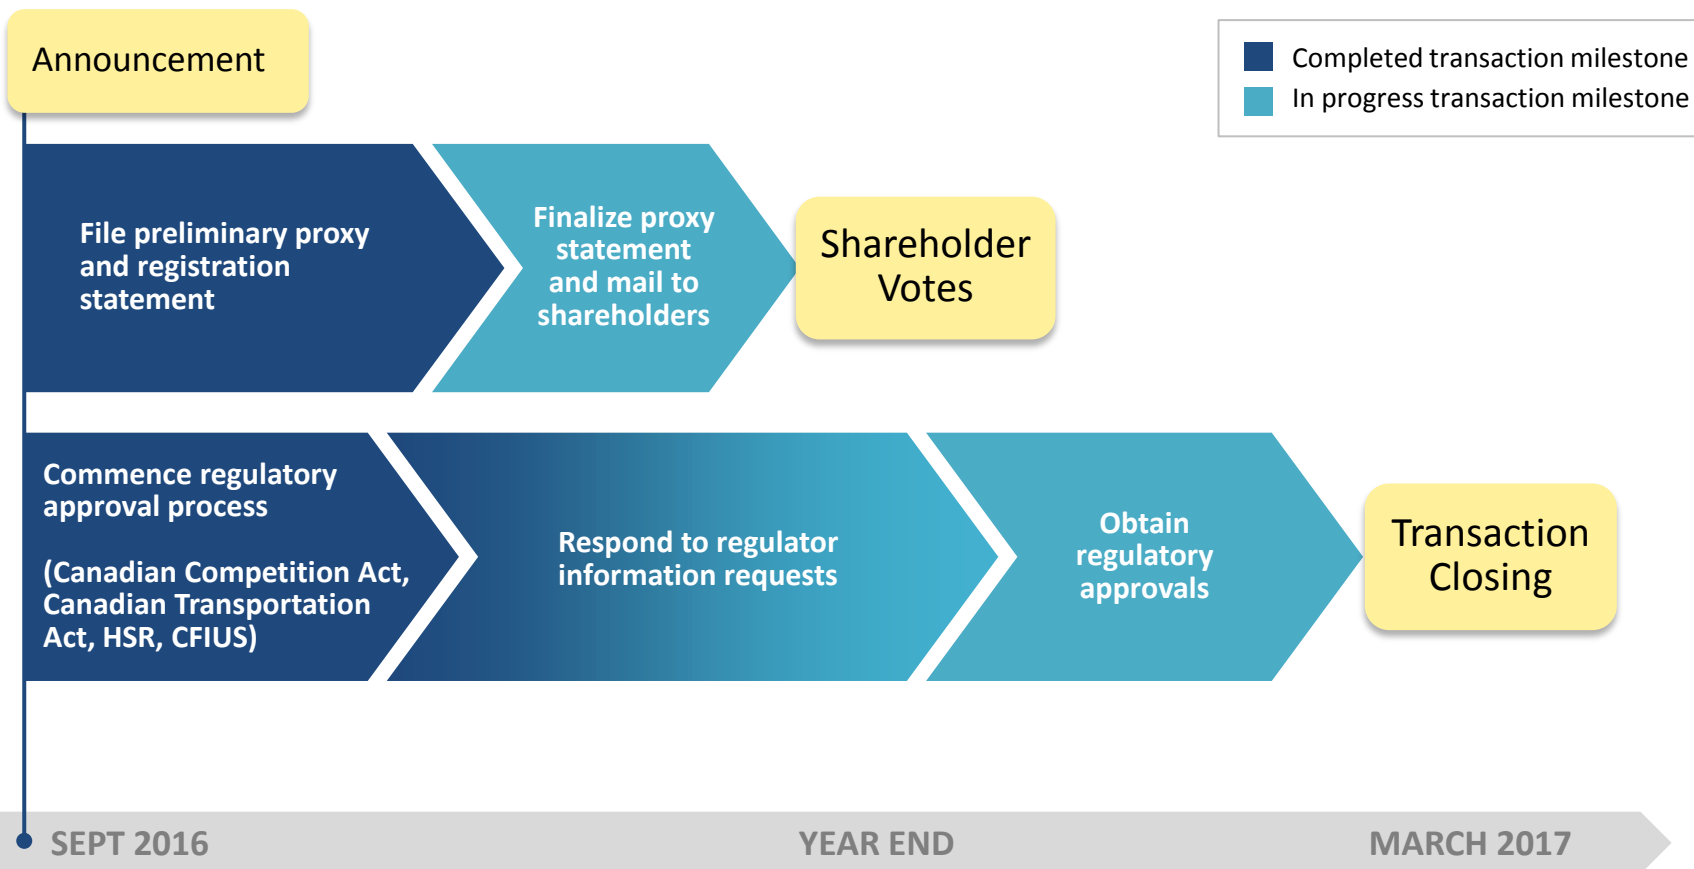 Announcement
Completed transaction milestone
In progress transaction milestone
File preliminary proxy
and registration
statement
Finalize proxy
statement
and mail to
shareholders
Shareholder
Votes
Commence regulatory
approval process
(Canadian Competition Act,
Canadian Transportation
Act, HSR, CFIUS)
Respond to regulator
information requests
Obtain
regulatory
approvals
Transaction
Closing
SEPT 2016
YEAR END
MARCH 2017